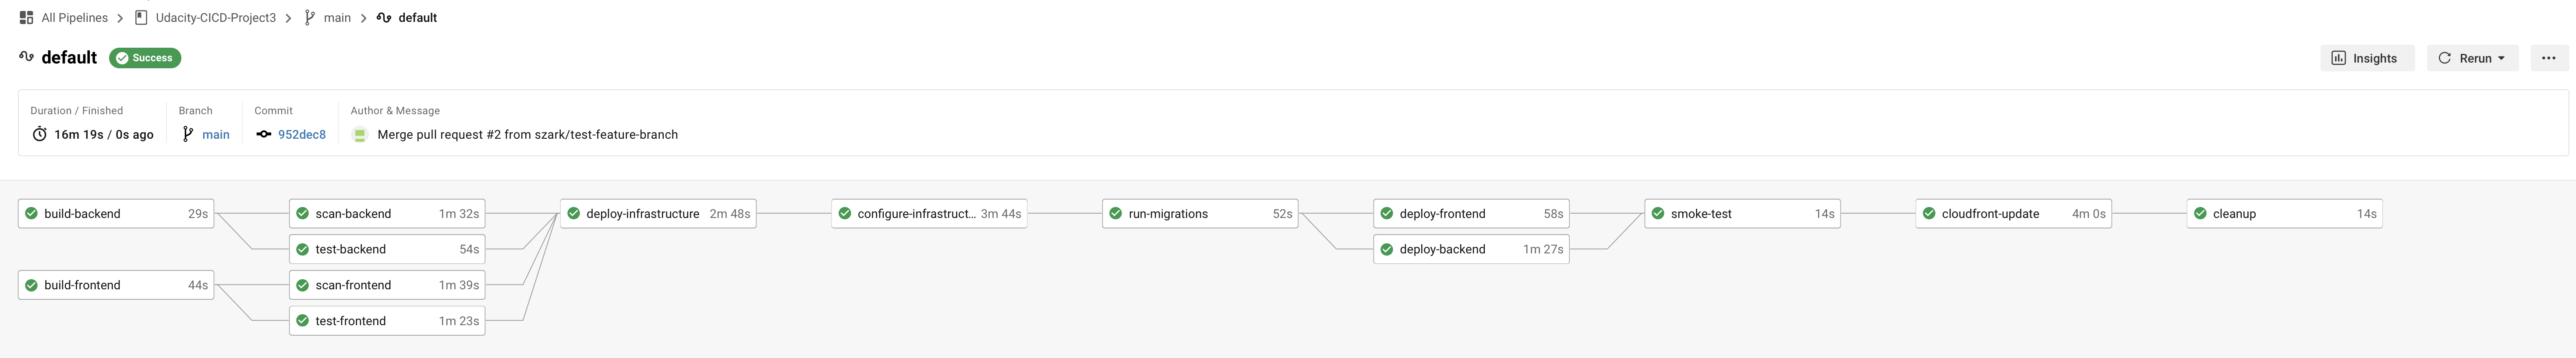 All Pipelines > Udacity-CICD-Project3 > main > default
default Success Insights Rerun
Duration / Finished Branch Commit Author & Message
16m 19s / 0s ago main 952dec8 Merge pull request #2 from szark/test-feature-branch
build-backend 29s scan-backend 1m 32s deploy-infrastructure 2m 48s configure-infrastruct... 3m 44s run-migrations 52s deploy-frontend 58s smoke-test 14s cloudfront-update 4m 0s cleanup 14s
test-backend 54s deploy-backend 1m 27s
build-frontend 44s scan-frontend 1m 39s
test-frontend 1m 23s